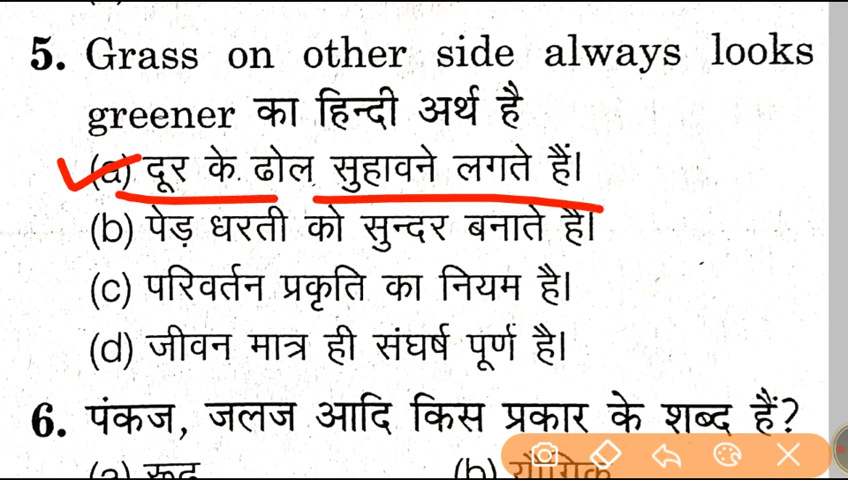 5. Grass on other side always looks
greener का हिन्दी अर्थ है
(a) दूर के ढोल सुहावने लगते हैं।
(b) पेड़ धरती को सुन्दर बनाते हैं।
(c) परिवर्तन प्रकृति का नियम है।
(d) जीवन मात्र ही संघर्ष पूर्ण है।
6. पंकज, जलज आदि किस प्रकार के शब्द हैं?
(a) रूढ़ (b) यौगिक